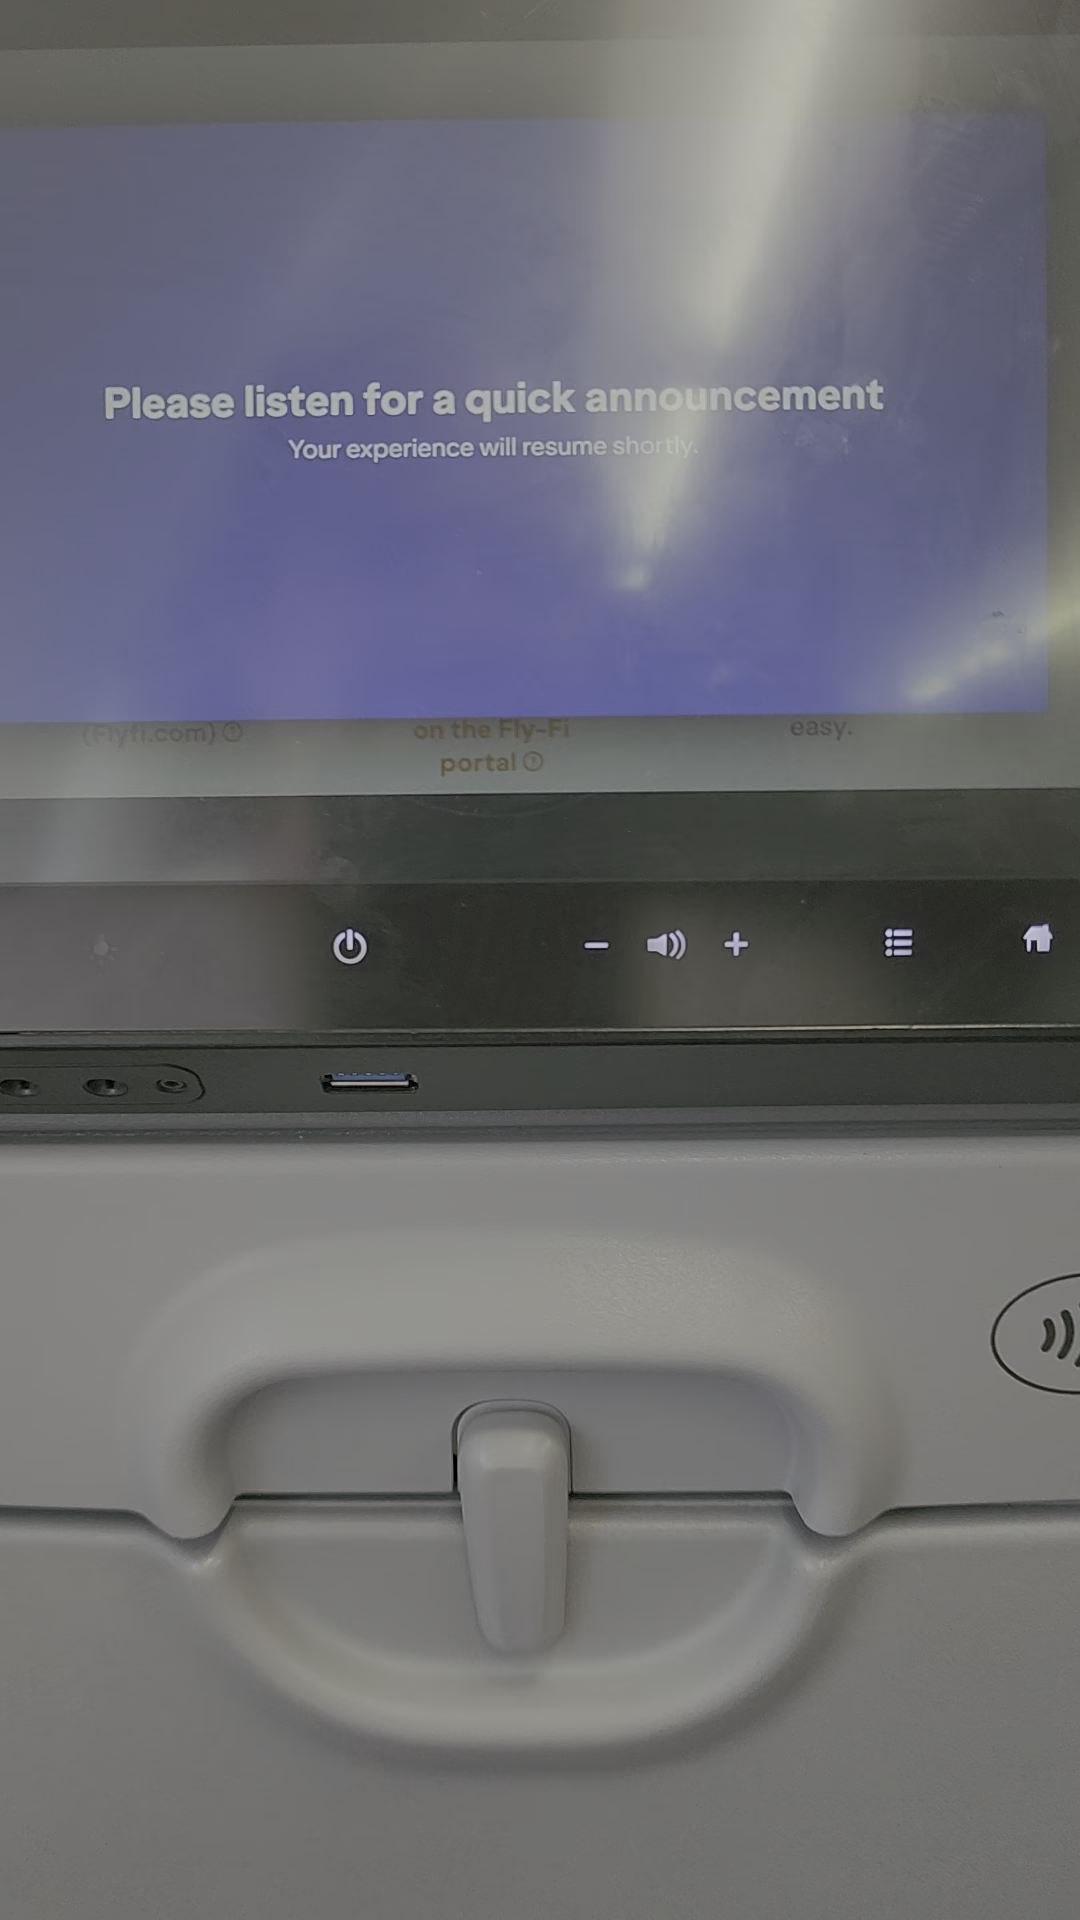 Please listen for a quick announcement
Your experience will resume shortly.
(Flyfi.com)
on the Fly-Fi
portal
easy.